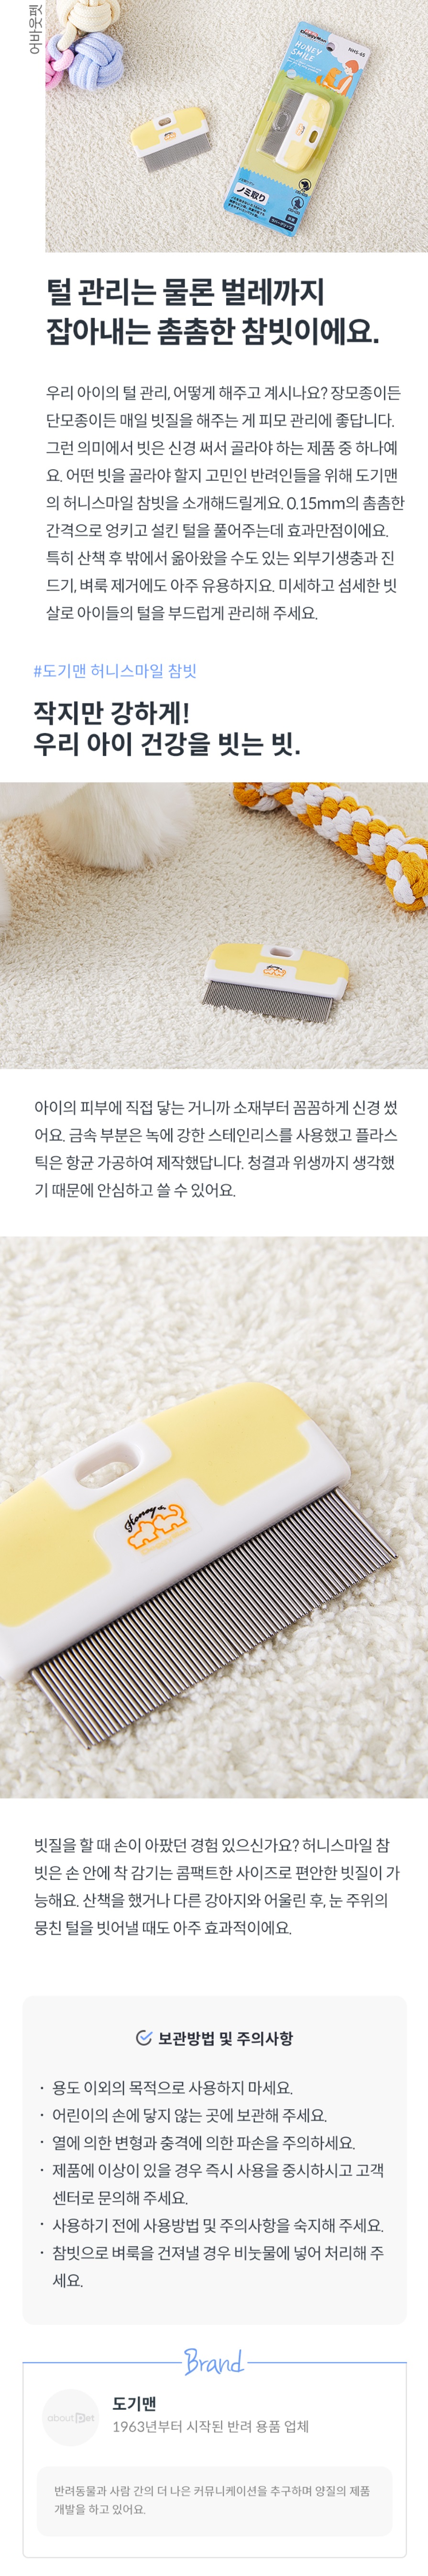 어바웃펫
DoggyMan
HONEY SMILE
NHS-65
ノミ取り
털 관리는 물론 벌레까지
잡아내는 촘촘한 참빗이에요.
우리 아이의 털 관리, 어떻게 해주고 계시나요? 장모종이든
단모종이든 매일 빗질을 해주는 게 피모 관리에 좋답니다.
그런 의미에서 빗은 신경 써서 골라야 하는 제품 중 하나예
요. 어떤 빗을 골라야 할지 고민인 반려인들을 위해 도기맨
의 허니스마일 참빗을 소개해드릴게요. 0.15mm의 촘촘한
간격으로 엉키고 설킨 털을 풀어주는데 효과만점이에요.
특히 산책 후 밖에서 옮아왔을 수도 있는 외부기생충과 진
드기, 벼룩 제거에도 아주 유용하지요. 미세하고 섬세한 빗
살로 아이들의 털을 부드럽게 관리해 주세요.
#도기맨 허니스마일 참빗
작지만 강하게!
우리 아이 건강을 빗는 빗.
아이의 피부에 직접 닿는 거니까 소재부터 꼼꼼하게 신경 썼
어요. 금속 부분은 녹에 강한 스테인리스를 사용했고 플라스
틱은 항균 가공하여 제작했답니다. 청결과 위생까지 생각했
기 때문에 안심하고 쓸 수 있어요.
Honey
빗질을 할 때 손이 아팠던 경험 있으신가요? 허니스마일 참
빗은 손 안에 착 감기는 콤팩트한 사이즈로 편안한 빗질이 가
능해요. 산책을 했거나 다른 강아지와 어울린 후, 눈 주위의
뭉친 털을 빗어낼 때도 아주 효과적이에요.
보관방법 및 주의사항
· 용도 이외의 목적으로 사용하지 마세요.
· 어린이의 손에 닿지 않는 곳에 보관해 주세요.
· 열에 의한 변형과 충격에 의한 파손을 주의하세요.
· 제품에 이상이 있을 경우 즉시 사용을 중시하시고 고객
센터로 문의해 주세요.
· 사용하기 전에 사용방법 및 주의사항을 숙지해 주세요.
· 참빗으로 벼룩을 건져낼 경우 비눗물에 넣어 처리해 주
세요.
Brand
aboutPet
도기맨
1963년부터 시작된 반려 용품 업체
반려동물과 사람 간의 더 나은 커뮤니케이션을 추구하며 양질의 제품
개발을 하고 있어요.